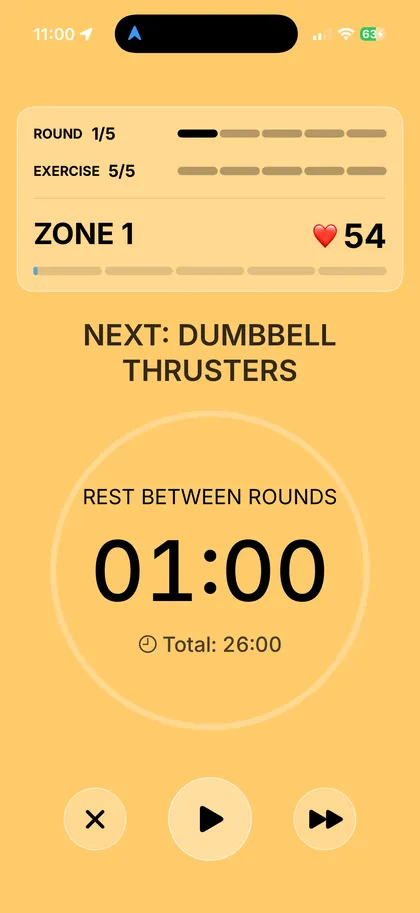 11:00
63
ROUND 1/5
EXERCISE 5/5
ZONE 1
54
NEXT: DUMBBELL
THRUSTERS
REST BETWEEN ROUNDS
01:00
Total: 26:00